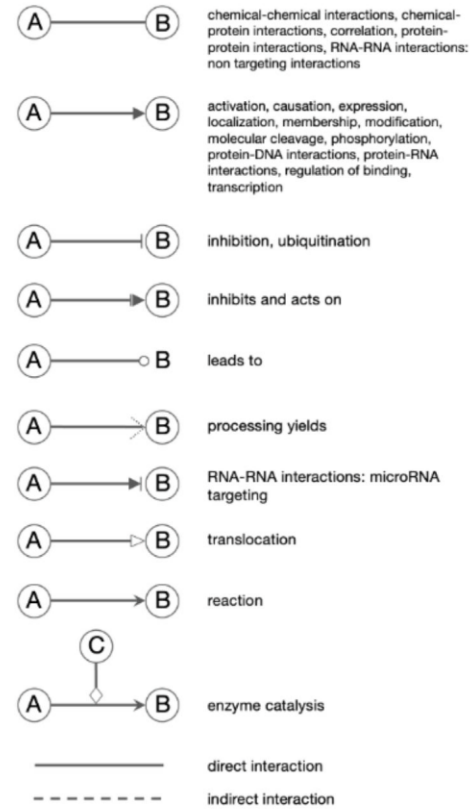 A B chemical-chemical interactions, chemical-
protein interactions, correlation, protein-
protein interactions, RNA-RNA interactions:
non targeting interactions
A B activation, causation, expression,
localization, membership, modification,
molecular cleavage, phosphorylation,
protein-DNA interactions, protein-RNA
interactions, regulation of binding,
transcription
A B inhibition, ubiquitination
A B inhibits and acts on
A B leads to
A B processing yields
A B RNA-RNA interactions: microRNA
targeting
A B translocation
A B reaction
C
A B enzyme catalysis
direct interaction
indirect interaction